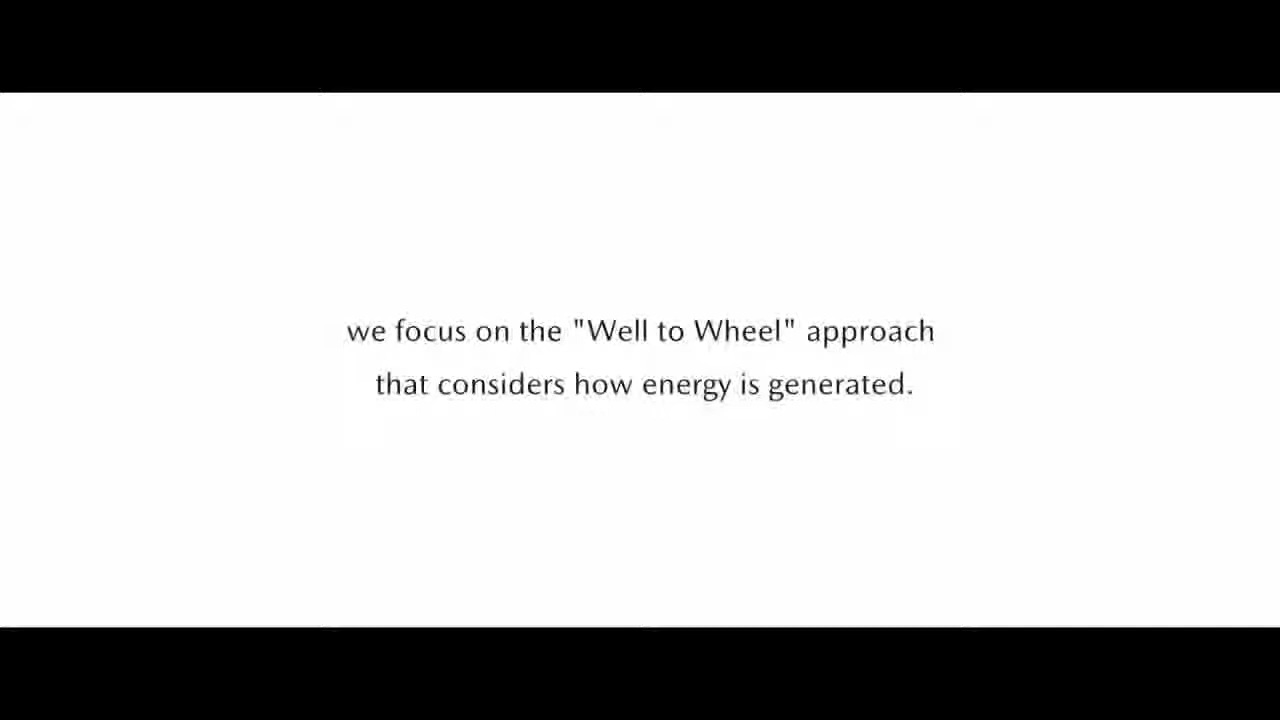 we focus on the "Well to Wheel" approach
that considers how energy is generated.